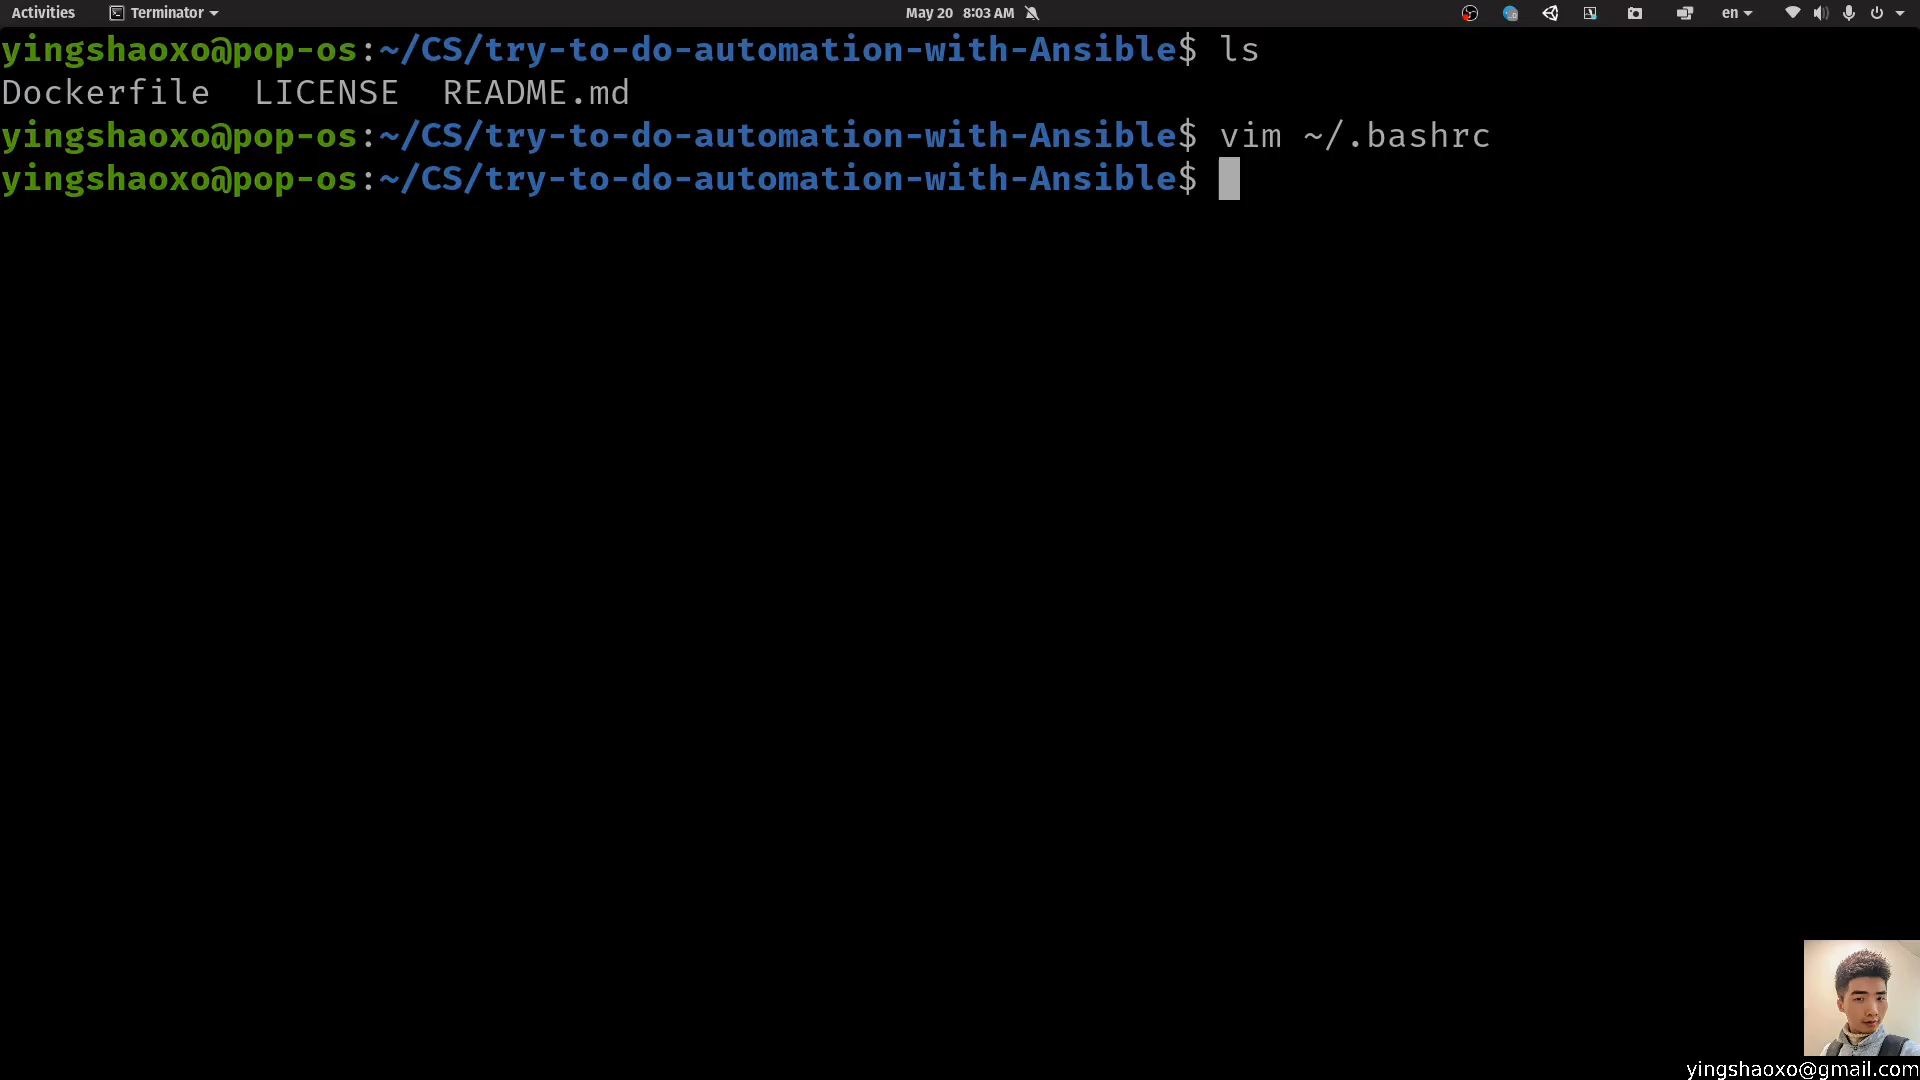 Activities Terminator May 20 8:03 AM en
yingshaoxo@pop-os:~/CS/try-to-do-automation-with-Ansible$ ls
Dockerfile LICENSE README.md
yingshaoxo@pop-os:~/CS/try-to-do-automation-with-Ansible$ vim ~/.bashrc
yingshaoxo@pop-os:~/CS/try-to-do-automation-with-Ansible$
yingshaoxo@gmail.com